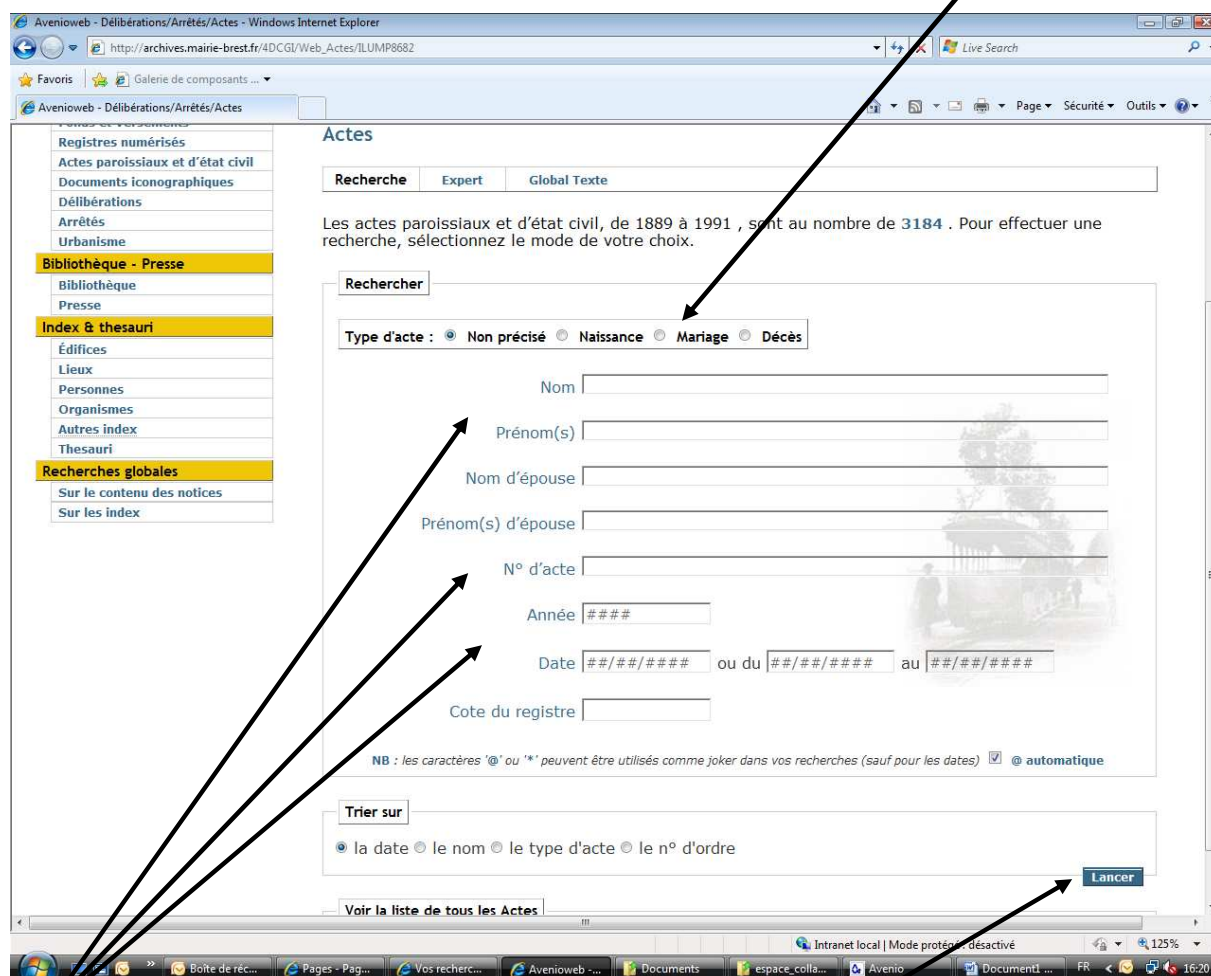 Avenioweb - Délibérations/Arrêtés/Actes - Windows Internet Explorer
http://archives.mairie-brest.fr/4DCGI/Web_Actes/ILUMP8682
Live Search
Favoris
Galerie de composants ...
Avenioweb - Délibérations/Arrêtés/Actes
Page
Sécurité
Outils
Fonds et versements
Registres numérisés
Actes paroissiaux et d'état civil
Documents iconographiques
Délibérations
Arrêtés
Urbanisme
Bibliothèque - Presse
Bibliothèque
Presse
Index & thesauri
Édifices
Lieux
Personnes
Organismes
Autres index
Thesauri
Recherches globales
Sur le contenu des notices
Sur les index
Actes
Recherche Expert Global Texte
Les actes paroissiaux et d'état civil, de 1889 à 1991 , sont au nombre de 3184 . Pour effectuer une
recherche, sélectionnez le mode de votre choix.
Rechercher
Type d'acte : Non précisé Naissance Mariage Décès
Nom
Prénom(s)
Nom d'épouse
Prénom(s) d'épouse
N° d'acte
Année ####
Date ##/##/#### ou du ##/##/#### au ##/##/####
Cote du registre
NB : les caractères '@' ou '*' peuvent être utilisés comme joker dans vos recherches (sauf pour les dates) @ automatique
Trier sur
la date le nom le type d'acte le n° d'ordre
Lancer
Voir la liste de tous les Actes
Intranet local | Mode protégé : désactivé
125%
Boîte de réc...
Pages - Pag...
Vos recherc...
Avenioweb -...
Documents
espace_colla...
Avenio
Document1 ...
FR
16:20